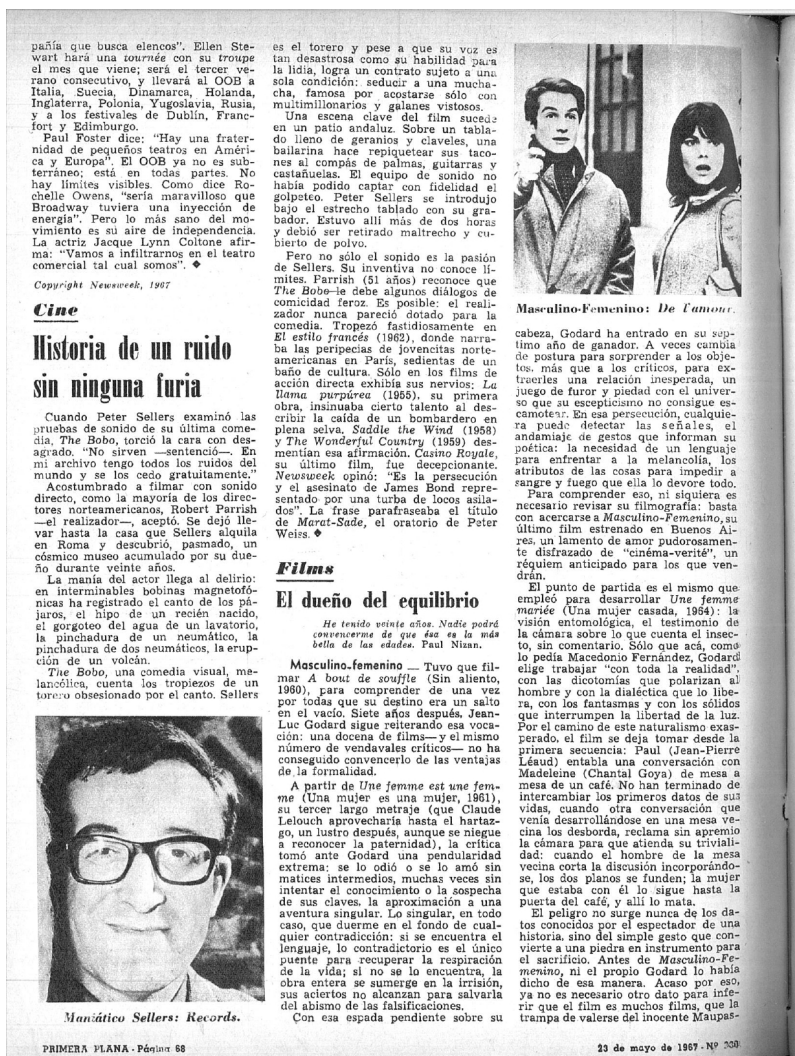 pañía que busca elencos". Ellen Ste-
wart hará una tournée con su troupe
el mes que viene; será el tercer ve-
rano consecutivo, y llevará al OOB a
Italia, Suecia, Dinamarca, Holanda,
Inglaterra, Polonia, Yugoslavia, Rusia,
y a los festivales de Dublín, Franc-
fort y Edimburgo.
Paul Foster dice: "Hay una frater-
nidad de pequeños teatros en Améri-
ca y Europa". El OOB ya no es sub-
terráneo; está en todas partes. No
hay límites visibles. Como dice Ro-
chelle Owens, "sería maravilloso que
Broadway tuviera una inyección de
energía". Pero lo más sano del mo-
vimiento es su aire de independencia.
La actriz Jacque Lynn Coltone afir-
ma: "Vamos a infiltrarnos en el teatro
comercial tal cual somos". ◆
Copyright Newsweek, 1967
Cine
Historia de un ruido
sin ninguna furia
Cuando Peter Sellers examinó las
pruebas de sonido de su última come-
dia, The Bobo, torció la cara con des-
agrado. "No sirven —sentenció—. En
mi archivo tengo todos los ruidos del
mundo y se los cedo gratuitamente."
Acostumbrado a filmar con sonido
directo, como la mayoría de los direc-
tores norteamericanos, Robert Parrish
—el realizador—, aceptó. Se dejó lle-
var hasta la casa que Sellers alquila
en Roma y descubrió, pasmado, un
cósmico museo acumulado por su due-
ño durante veinte años.
La manía del actor llega al delirio:
en interminables bobinas magnetofó-
nicas ha registrado el canto de los pá-
jaros, el hipo de un recién nacido,
el gorgoteo del agua de un lavatorio,
la pinchadura de un neumático, la
pinchadura de dos neumáticos, la erup-
ción de un volcán.
The Bobo, una comedia visual, me-
lancólica, cuenta los tropiezos de un
torero obsesionado por el canto. Sellers
Maniático Sellers: Records.
es el torero y pese a que su voz es
tan desastrosa como su habilidad para
la lidia, logra un contrato sujeto a una
sola condición: seducir a una mucha-
cha, famosa por acostarse sólo con
multimillonarios y galanes vistosos.
Una escena clave del film sucede
en un patio andaluz. Sobre un tabla-
do lleno de geranios y claveles, una
bailarina hace repiquetear sus taco-
nes al compás de palmas, guitarras y
castañuelas. El equipo de sonido no
había podido captar con fidelidad el
golpeteo. Peter Sellers se introdujo
bajo el estrecho tablado con su gra-
bador. Estuvo allí más de dos horas
y debió ser retirado maltrecho y cu-
bierto de polvo.
Pero no sólo el sonido es la pasión
de Sellers. Su inventiva no conoce lí-
mites. Parrish (51 años) reconoce que
The Bobo le debe algunos diálogos de
comicidad feroz. Es posible: el reali-
zador nunca pareció dotado para la
comedia. Tropezó fastidiosamente en
El estilo francés (1962), donde narra-
ba las peripecias de jovencitas norte-
americanas en París, sedientas de un
baño de cultura. Sólo en los films de
acción directa exhibía sus nervios: La
llama purpúrea (1955), su primera
obra, insinuaba cierto talento al des-
cribir la caída de un bombardero en
plena selva. Saddle the Wind (1958)
y The Wonderful Country (1959) des-
mentían esa afirmación. Casino Royale,
su último film, fue decepcionante.
Newsweek opinó: "Es la persecución
y el asesinato de James Bond repre-
sentado por una turba de locos asila-
dos". La frase parafraseaba el título
de Marat-Sade, el oratorio de Peter
Weiss. ◆
Films
El dueño del equilibrio
He tenido veinte años. Nadie podrá
convencerme de que ésa es la más
bella de las edades. Paul Nizan.
Masculino-femenino — Tuvo que fil-
mar A bout de souffle (Sin aliento,
1960), para comprender de una vez
por todas que su destino era un salto
en el vacío. Siete años después, Jean-
Luc Godard sigue reiterando esa voca-
ción: una docena de films— y el mismo
número de vendavales críticos— no ha
conseguido convencerlo de las ventajas
de la formalidad.
A partir de Une femme est une fem-
me (Una mujer es una mujer, 1961),
su tercer largo metraje (que Claude
Lelouch aprovecharía hasta el hartaz-
go, un lustro después, aunque se niegue
a reconocer la paternidad), la crítica
tomó ante Godard una pendularidad
extrema: se lo odió o se lo amó sin
matices intermedios, muchas veces sin
intentar el conocimiento o la sospecha
de sus claves, la aproximación a una
aventura singular. Lo singular, en todo
caso, que duerme en el fondo de cual-
quier contradicción: si se encuentra el
lenguaje, lo contradictorio es el único
puente para recuperar la respiración
de la vida; si no se lo encuentra, la
obra entera se sumerge en la irrisión,
sus aciertos no alcanzan para salvarla
del abismo de las falsificaciones.
Con esa espada pendiente sobre su
Masculino-Femenino: De l'amour.
cabeza, Godard ha entrado en su sép-
timo año de ganador. A veces cambia
de postura para sorprender a los obje-
tos, más que a los críticos, para ex-
traerles una relación inesperada, un
juego de furor y piedad con el univer-
so que su escepticismo no consigue es-
camotear. En esa persecución, cualquie-
ra puede detectar las señales, el
andamiaje de gestos que informan su
poética: la necesidad de un lenguaje
para enfrentar a la melancolía, los
atributos de las cosas para impedir a
sangre y fuego que ella lo devore todo.
Para comprender eso, ni siquiera es
necesario revisar su filmografía: basta
con acercarse a Masculino-Femenino, su
último film estrenado en Buenos Ai-
res, un lamento de amor pudorosamen-
te disfrazado de "cinéma-verité", un
réquiem anticipado para los que ven-
drán.
El punto de partida es el mismo que
empleó para desarrollar Une femme
mariée (Una mujer casada, 1964): la
visión entomológica, el testimonio de
la cámara sobre lo que cuenta el insec-
to, sin comentario. Sólo que acá, como
lo pedía Macedonio Fernández, Godard
elige trabajar "con toda la realidad",
con las dicotomías que polarizan al
hombre y con la dialéctica que lo libe-
ra, con los fantasmas y con los sólidos
que interrumpen la libertad de la luz.
Por el camino de este naturalismo exas-
perado, el film se deja tomar desde la
primera secuencia: Paul (Jean-Pierre
Léaud) entabla una conversación con
Madeleine (Chantal Goya) de mesa a
mesa de un café. No han terminado de
intercambiar los primeros datos de sus
vidas, cuando otra conversación que
venía desarrollándose en una mesa ve-
cina los desborda, reclama sin apremio
la cámara para que atienda su triviali-
dad: cuando el hombre de la mesa
vecina corta la discusión incorporándo-
se, los dos planos se funden; la mujer
que estaba con él lo sigue hasta la
puerta del café, y allí lo mata.
El peligro no surge nunca de los da-
tos conocidos por el espectador de una
historia, sino del simple gesto que con-
vierte a una piedra en instrumento para
el sacrificio. Antes de Masculino-Fe-
menino, ni el propio Godard lo había
dicho de esa manera. Acaso por eso,
ya no es necesario otro dato para infe-
rir que el film es muchos films, que la
trampa de valerse del inocente Maupas-
PRIMERA PLANA - Página 68
23 de mayo de 1967 - Nº